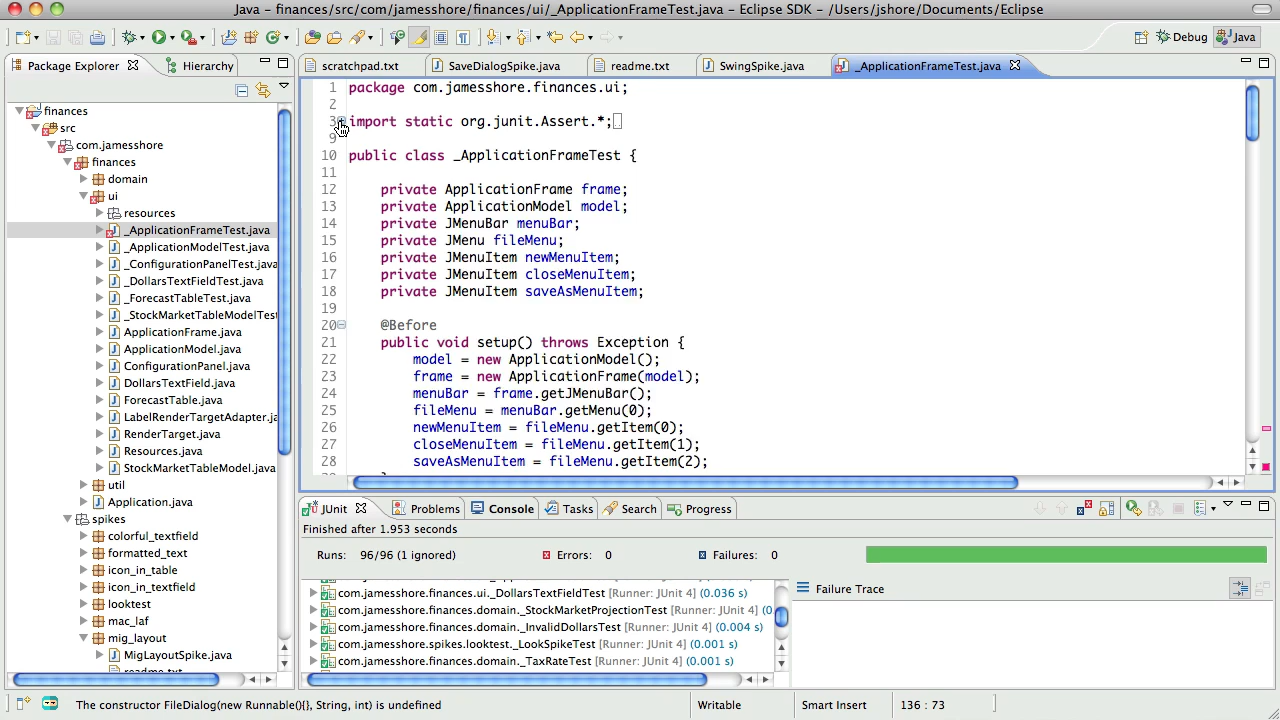 Java – finances/src/com/jamesshore/finances/ui/_ApplicationFrameTest.java – Eclipse SDK – /Users/jshore/Documents/Eclipse
Debug
Java
Package Explorer
Hierarchy
scratchpad.txt
SaveDialogSpike.java
readme.txt
SwingSpike.java
_ApplicationFrameTest.java
finances
src
com.jamesshore
finances
domain
ui
resources
_ApplicationFrameTest.java
_ApplicationModelTest.java
_ConfigurationPanelTest.java
_DollarsTextFieldTest.java
_ForecastTableTest.java
_StockMarketTableModelTest
ApplicationFrame.java
ApplicationModel.java
ConfigurationPanel.java
DollarsTextField.java
ForecastTable.java
LabelRenderTargetAdapter.ja
RenderTarget.java
Resources.java
StockMarketTableModel.java
util
Application.java
spikes
colorful_textfield
formatted_text
icon_in_table
icon_in_textfield
looktest
mac_laf
mig_layout
MigLayoutSpike.java
readme.txt
1 package com.jamesshore.finances.ui;
2
3 import static org.junit.Assert.*;
9
10 public class _ApplicationFrameTest {
11
12 private ApplicationFrame frame;
13 private ApplicationModel model;
14 private JMenuBar menuBar;
15 private JMenu fileMenu;
16 private JMenuItem newMenuItem;
17 private JMenuItem closeMenuItem;
18 private JMenuItem saveAsMenuItem;
19
20 @Before
21 public void setup() throws Exception {
22 model = new ApplicationModel();
23 frame = new ApplicationFrame(model);
24 menuBar = frame.getJMenuBar();
25 fileMenu = menuBar.getMenu(0);
26 newMenuItem = fileMenu.getItem(0);
27 closeMenuItem = fileMenu.getItem(1);
28 saveAsMenuItem = fileMenu.getItem(2);
JUnit
Problems
Console
Tasks
Search
Progress
Finished after 1.953 seconds
Runs: 96/96 (1 ignored)
Errors: 0
Failures: 0
com.jamesshore.finances.ui._DollarsTextFieldTest [Runner: JUnit 4] (0.036 s)
com.jamesshore.finances.domain._StockMarketProjectionTest [Runner: JUnit 4] (0
com.jamesshore.finances.domain._InvalidDollarsTest [Runner: JUnit 4] (0.004 s)
com.jamesshore.spikes.looktest._LookSpikeTest [Runner: JUnit 4] (0.001 s)
com.jamesshore.finances.domain._TaxRateTest [Runner: JUnit 4] (0.001 s)
Failure Trace
The constructor FileDialog(new Runnable(){}, String, int) is undefined
Writable
Smart Insert
136 : 73